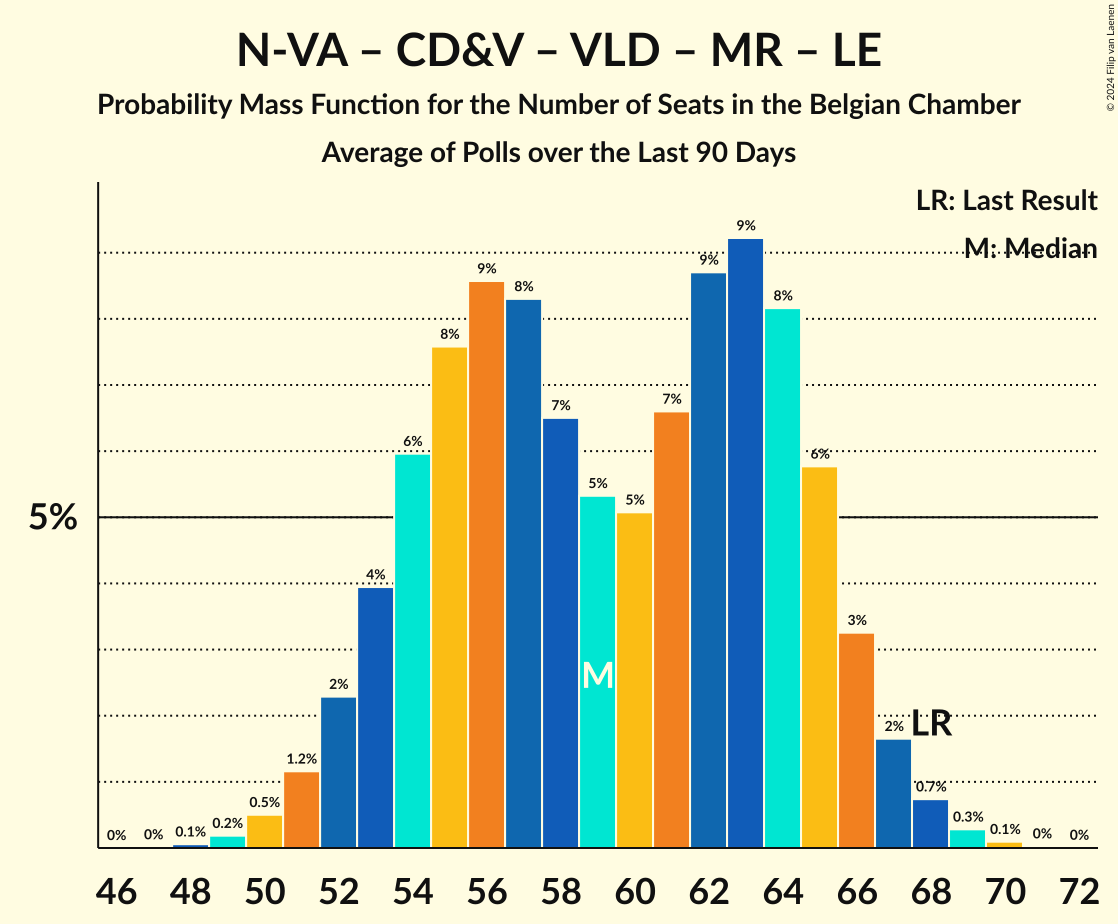 N-VA – CD&V – VLD – MR – LE
Probability Mass Function for the Number of Seats in the Belgian Chamber
Average of Polls over the Last 90 Days
© 2024 Filip van Laenen
LR: Last Result
M: Median
5%
0% 0% 0.1% 0.2% 0.5% 1.2% 2% 4% 6% 8% 9% 8% 7% 5% 5% 7% 9% 9% 8% 6% 3% 2% 0.7% 0.3% 0.1% 0% 0%
M
LR
46 48 50 52 54 56 58 60 62 64 66 68 70 72